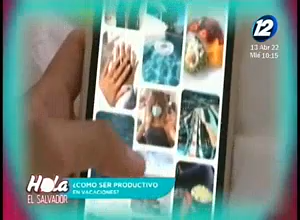 12
13 Abr 22
Mié 10:15
Hola
EL SALVADOR
¿CÓMO SER PRODUCTIVO
EN VACACIONES?